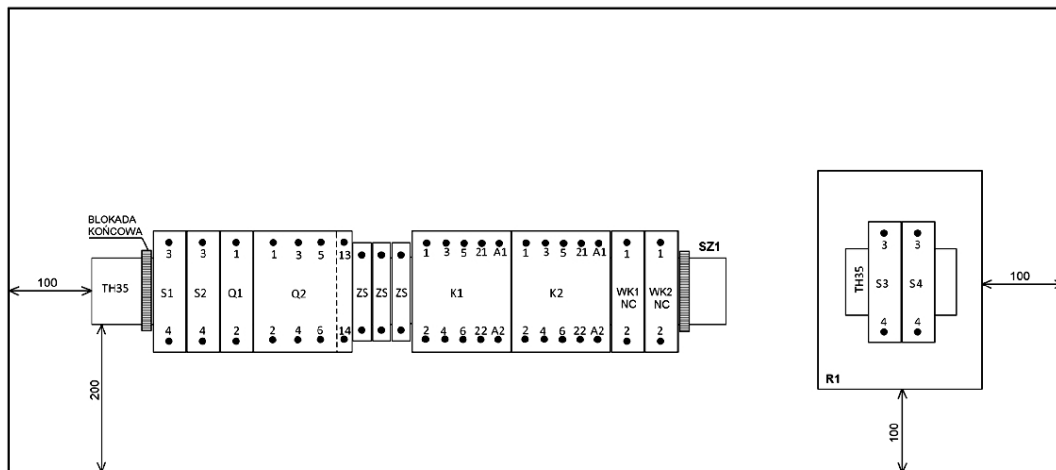 BLOKADA
KOŃCOWA
SZ1
3 3 1 1 3 5 13 1 3 5 21 A1 1 3 5 21 A1 1 1
100
TH35
S1 S2 Q1 Q2 ZS ZS ZS K1 K2
WK1
NC
WK2
NC
4 4 2 2 4 6 14 2 4 6 22 A2 2 4 6 22 A2 2 2
200
3 3
TH35
S3 S4
4 4
R1
100
100